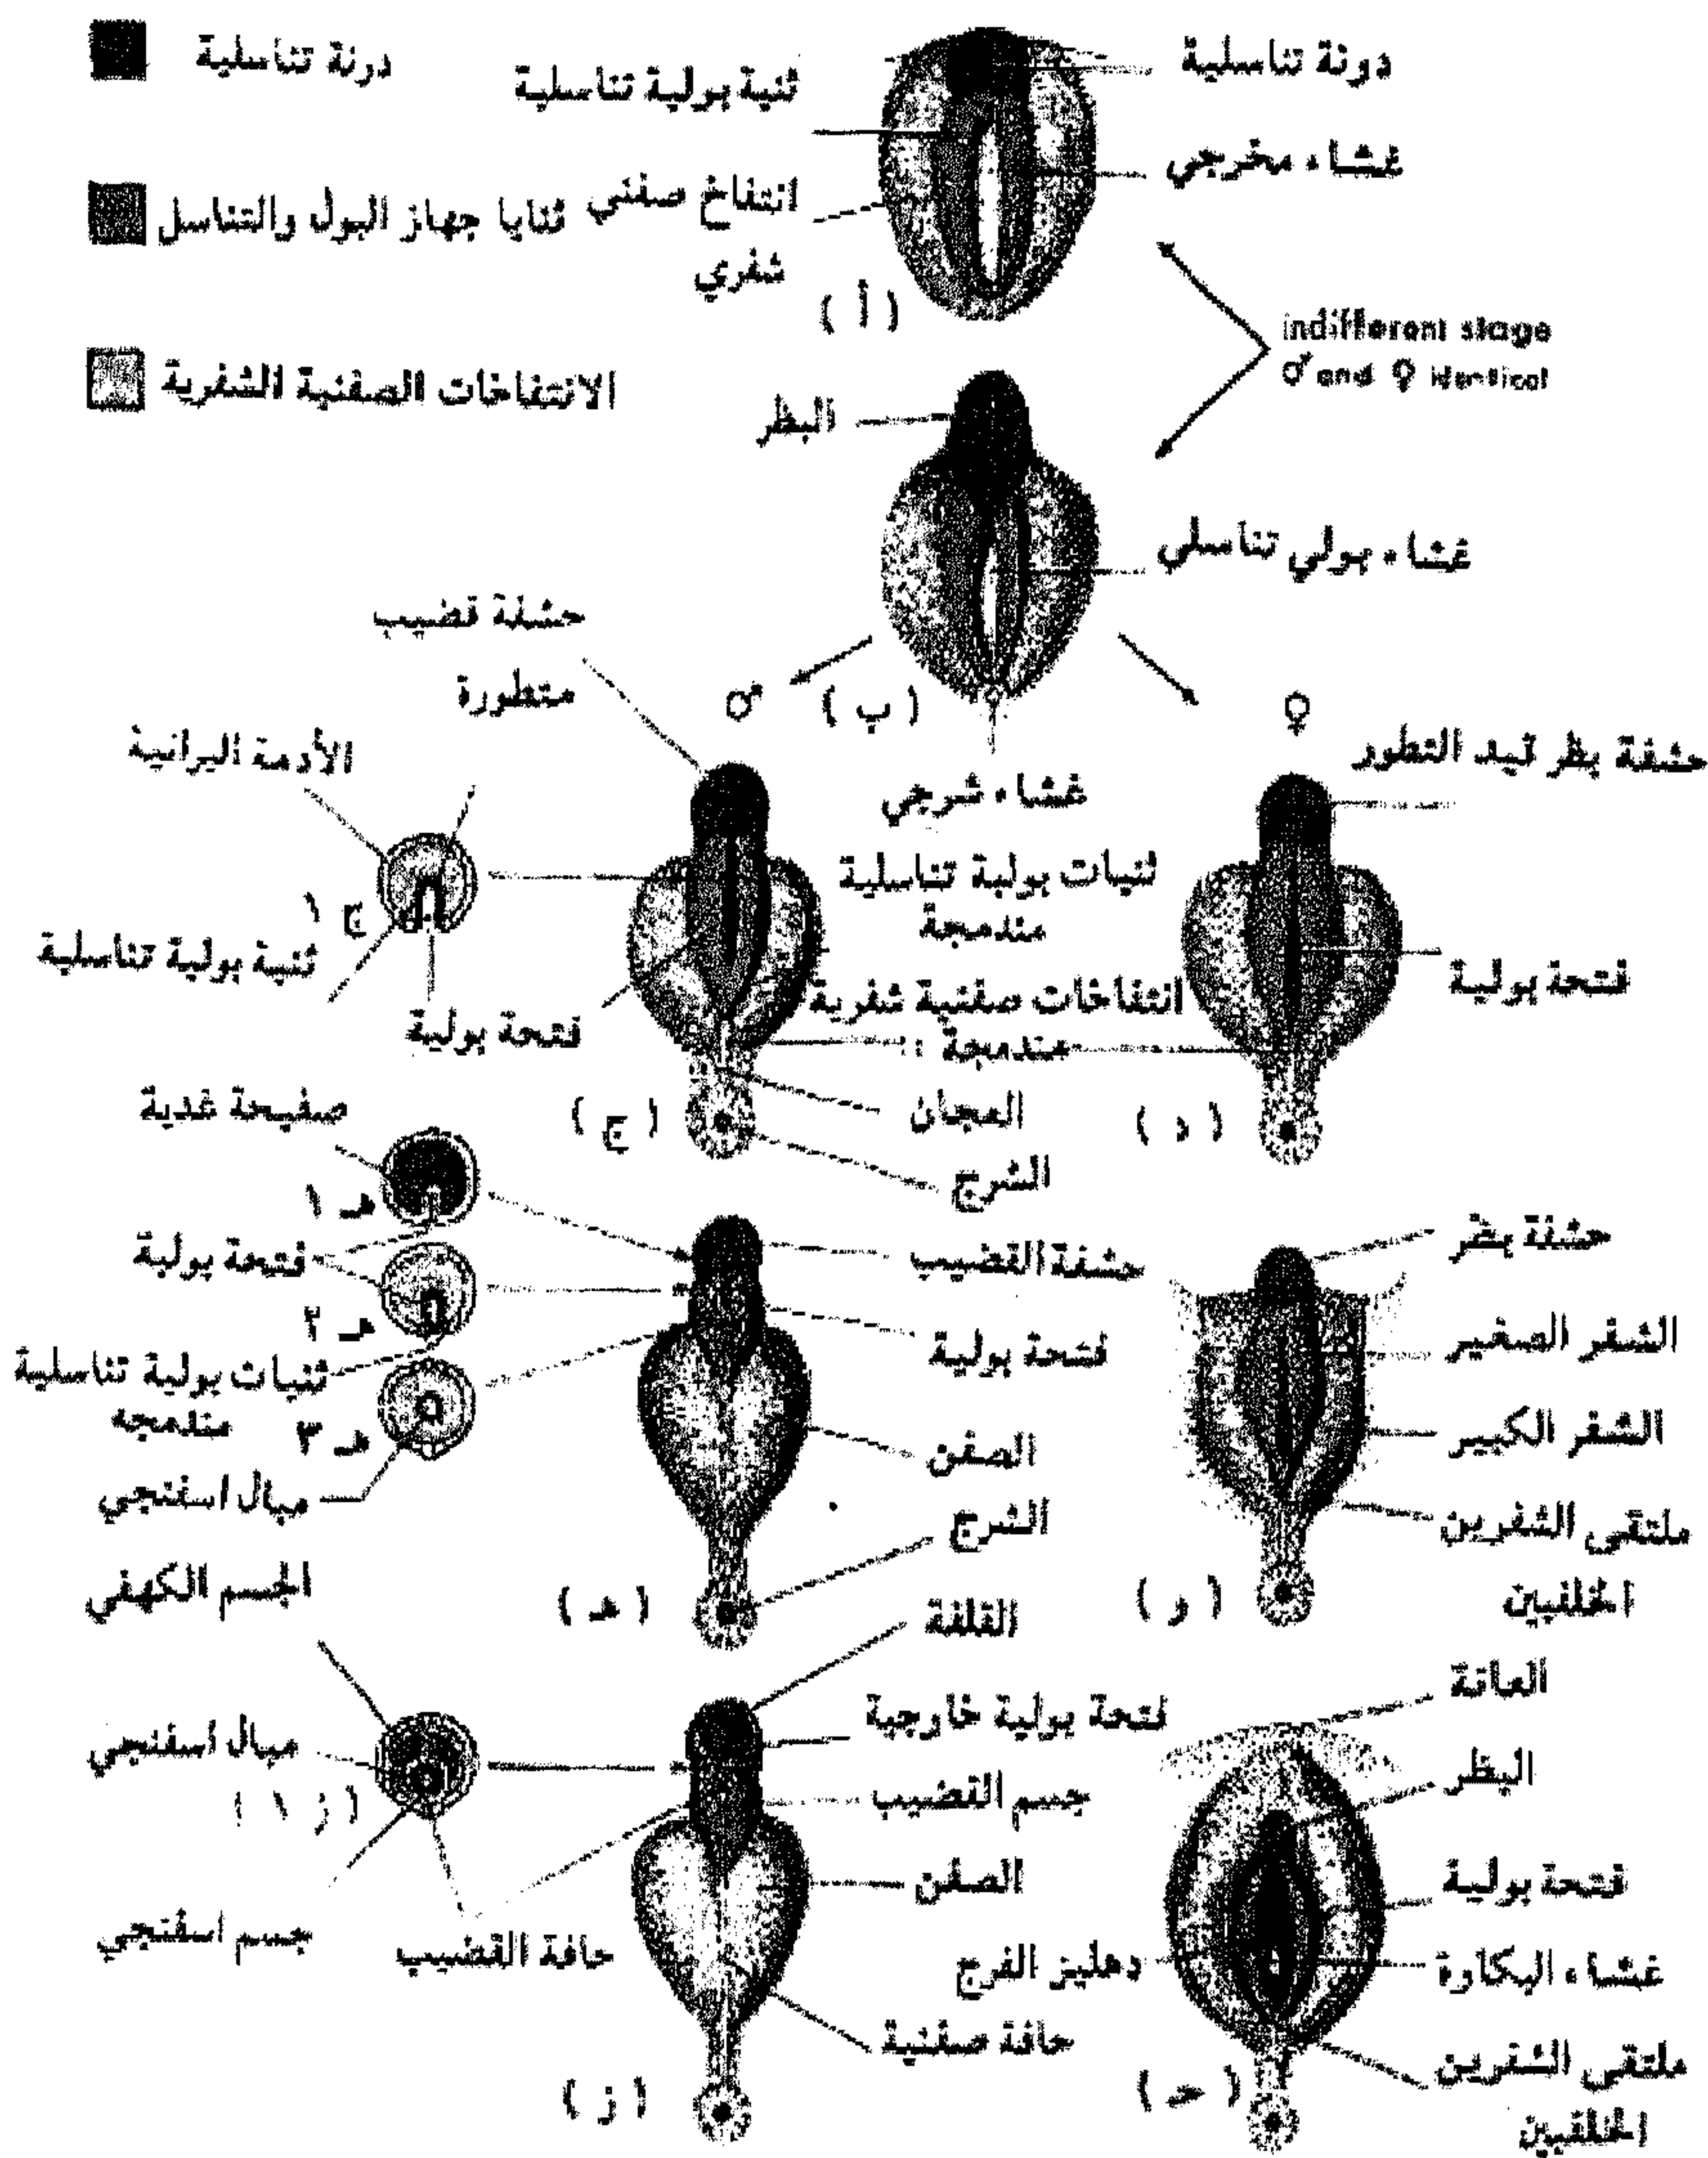 درنة تناسلية
ثنايا جهاز البول والتناسل
الانتفاخات الصفنية الشفرية
ثنية بولية تناسلية
انتفاخ صفني
شفري
درنة تناسلية
غشاء مخرجي
( أ )
indifferent stage
♂ and ♀ identical
البظر
غشاء بولي تناسلي
( ب )
غشاء شرجي
♂
♀
حشفة قضيب
متطورة
الأدمة البرانية
ج ١
ثنية بولية تناسلية
فتحة بولية
ثنيات بولية تناسلية
مندمجة
انتفاخات صفنية شفرية
مندمجة
العجان
الشرج
( ج )
حشفة بظر قيد التطور
فتحة بولية
( د )
صفيحة غدية
هـ ١
فتحة بولية
هـ ٢
ثنيات بولية تناسلية
مندمجه
هـ ٣
مبال اسفنجي
حشفة القضيب
فتحة بولية
الصفن
الشرج
( هـ )
حشفة بظر
الشفر الصغير
الشفر الكبير
ملتقى الشفرين
الخلفيين
( و )
الجسم الكهفي
مبال اسفنجي
( ز ١ )
جسم اسفنجي
حافة القضيب
القلفة
فتحة بولية خارجية
جسم القضيب
الصفن
حافة صفنية
( ز )
العانة
البظر
فتحة بولية
غشاء البكارة
دهليز الفرج
ملتقى الشفرين
الخلفيين
( حـ )